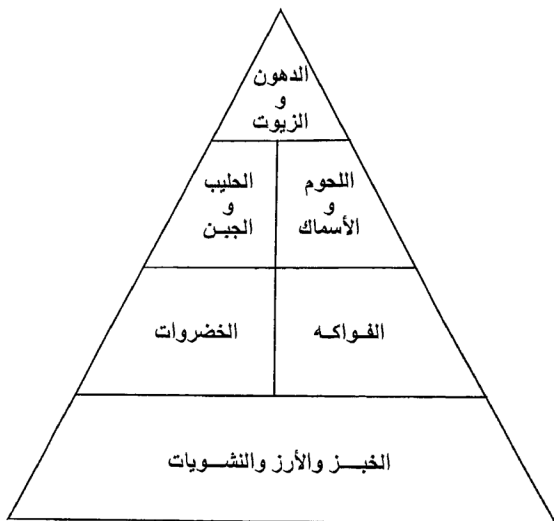 الدهون
و
الزيوت
اللحوم
و
الأسماك
الحليب
و
الجبن
الفواكه
الخضروات
الخبز والأرز والنشويات